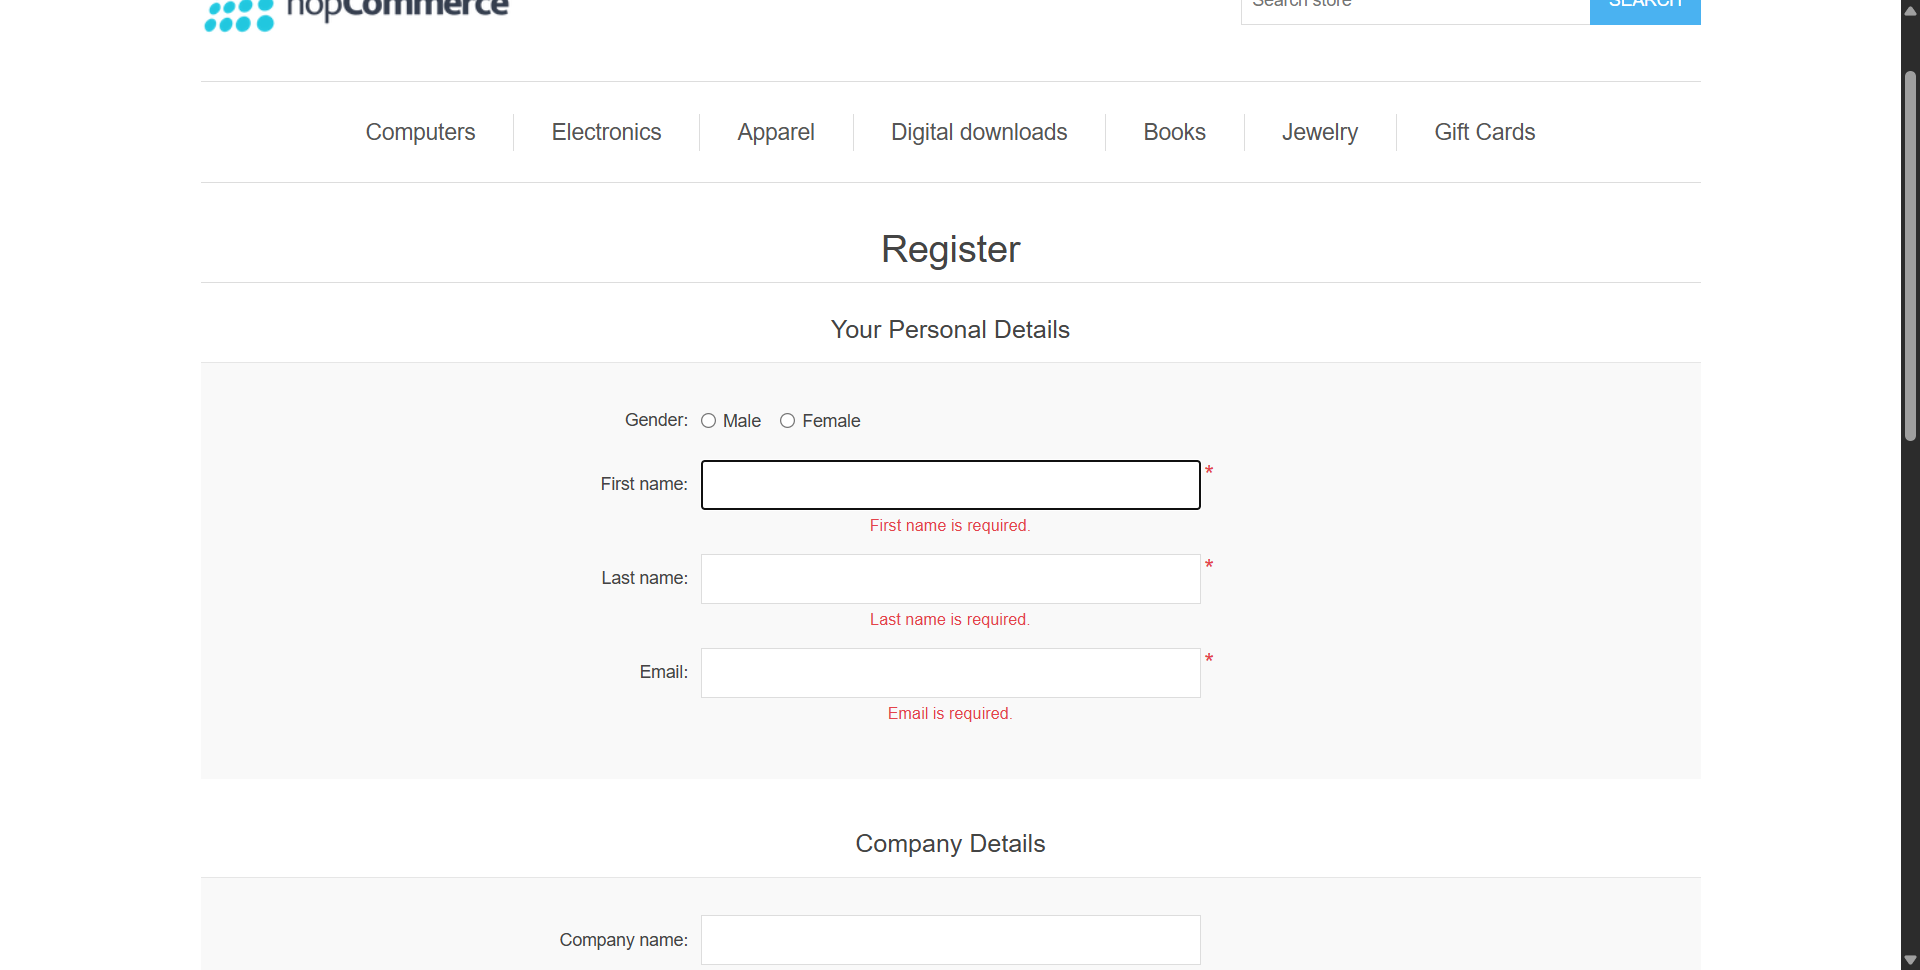 nopCommerce
Search store
SEARCH
Computers
Electronics
Apparel
Digital downloads
Books
Jewelry
Gift Cards
Register
Your Personal Details
Gender: Male Female
First name: *
First name is required.
Last name: *
Last name is required.
Email: *
Email is required.
Company Details
Company name: